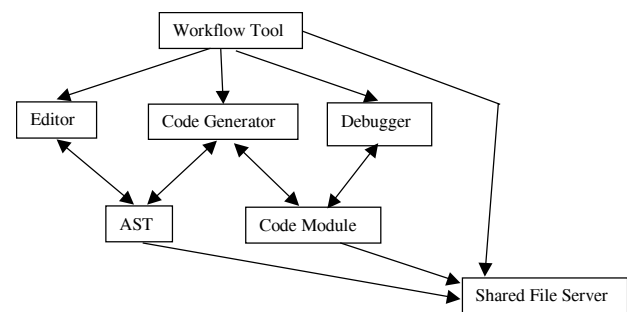 Workflow Tool
Editor
Code Generator
Debugger
AST
Code Module
Shared File Server